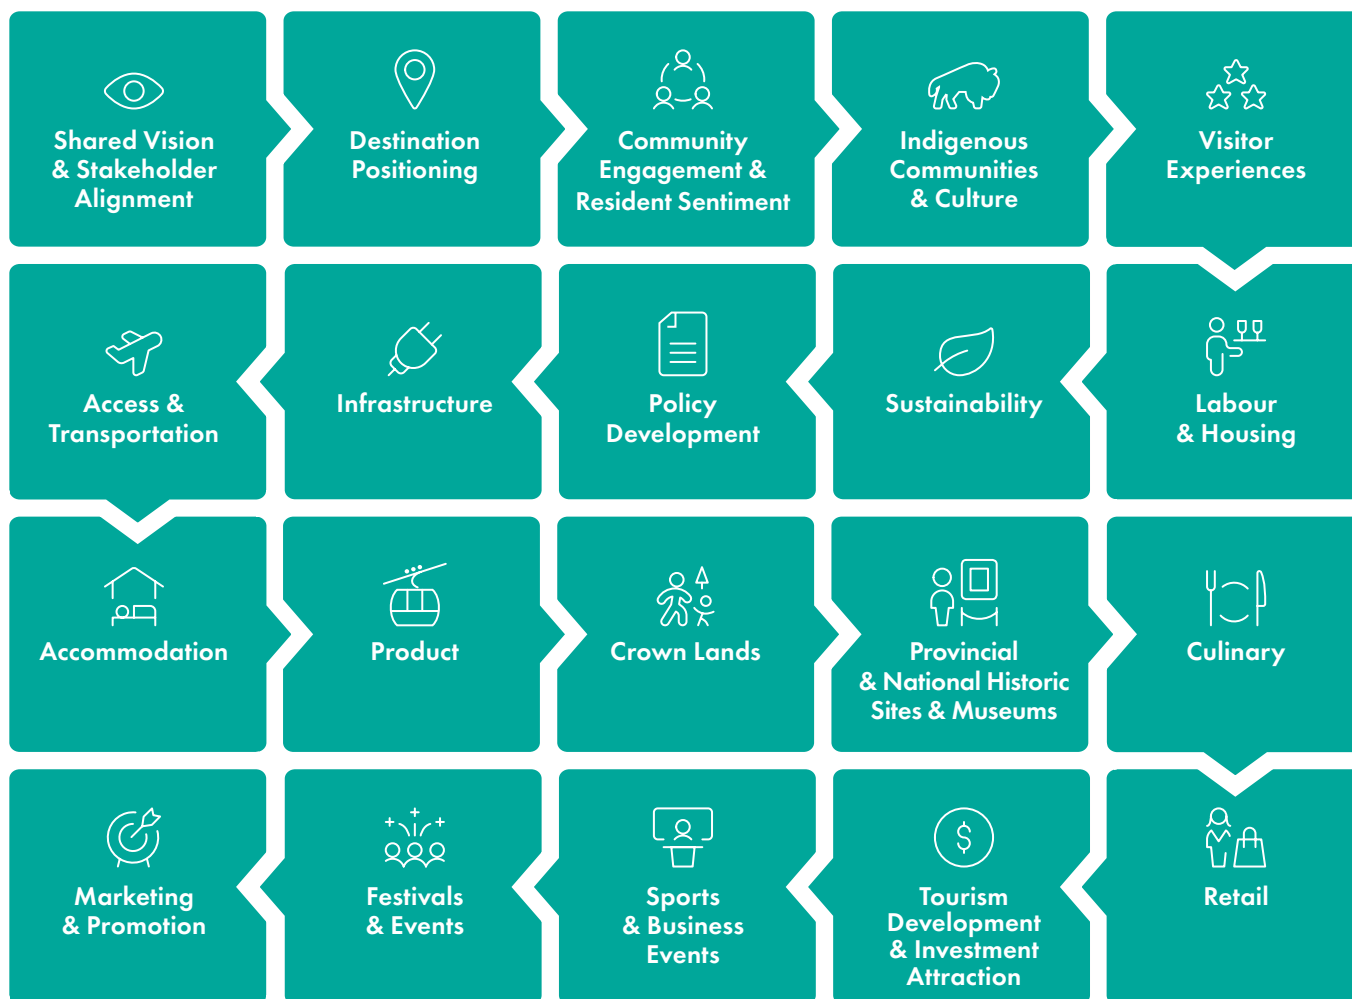 Shared Vision
& Stakeholder
Alignment
Destination
Positioning
Community
Engagement &
Resident Sentiment
Indigenous
Communities
& Culture
Visitor
Experiences
Access &
Transportation
Infrastructure
Policy
Development
Sustainability
Labour
& Housing
Accommodation
Product
Crown Lands
Provincial
& National Historic
Sites & Museums
Culinary
Marketing
& Promotion
Festivals
& Events
Sports
& Business
Events
Tourism
Development
& Investment
Attraction
Retail